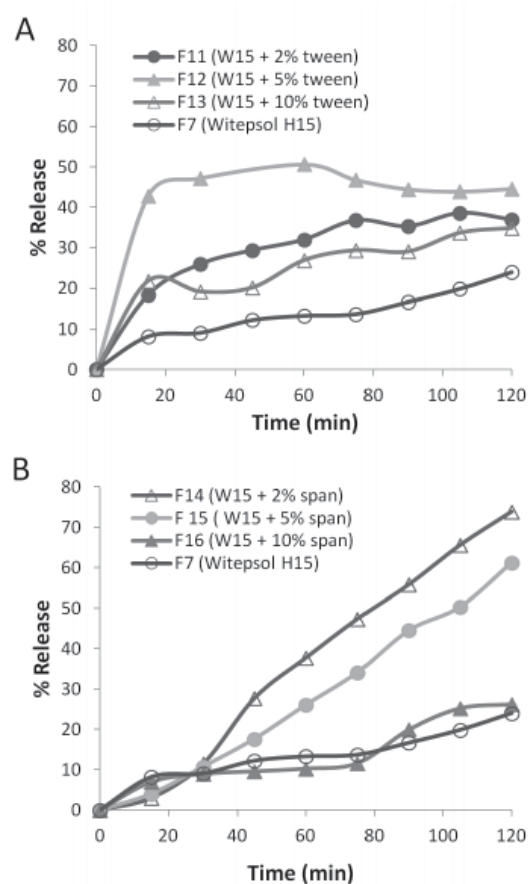 A
80
70
60
50
40
30
20
10
0
% Release
F11 (W15 + 2% tween)
F12 (W15 + 5% tween)
F13 (W15 + 10% tween)
F7 (Witepsol H15)
0 20 40 60 80 100 120
Time (min)
B
80
70
60
50
40
30
20
10
0
% Release
F14 (W15 + 2% span)
F 15 ( W15 + 5% span)
F16 (W15 + 10% span)
F7 (Witepsol H15)
0 20 40 60 80 100 120
Time (min)